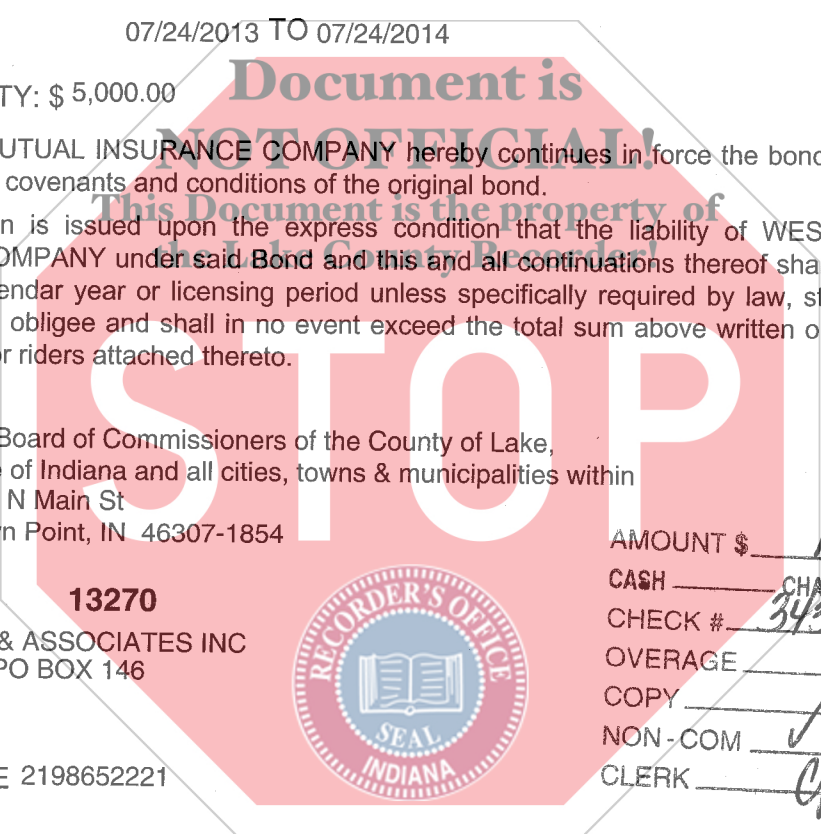 07/24/2013 TO 07/24/2014
Document is
TY: $ 5,000.00
NOT OFFICIAL!
UTUAL INSURANCE COMPANY hereby continues in force the bond
covenants and conditions of the original bond.
This Document is the property of
n is issued upon the express condition that the liability of WES
the Lake County Recorder!
OMPANY under said Bond and this and all continuations thereof sha
endar year or licensing period unless specifically required by law, st
obligee and shall in no event exceed the total sum above written o
or riders attached thereto.
STOP
Board of Commissioners of the County of Lake,
e of Indiana and all cities, towns & municipalities within
N Main St
n Point, IN 46307-1854
AMOUNT $
13270
CASH CHA
CHECK # 343
& ASSOCIATES INC
OVERAGE
PO BOX 146
COPY
NON-COM
E 2198652221
CLERK
RECORDER'S OFFICE
SEAL
INDIANA